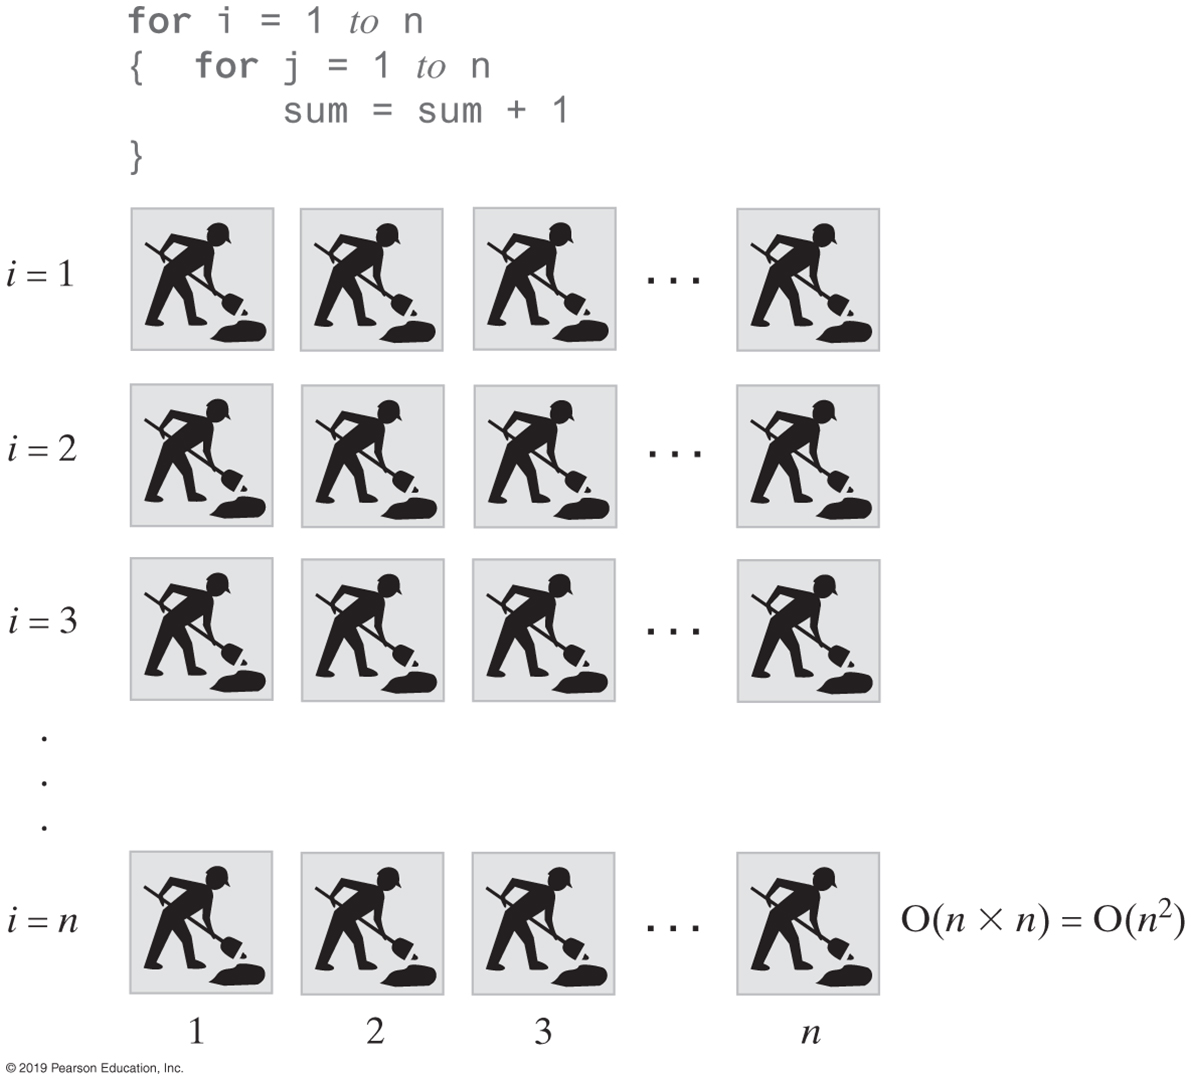 for i = 1 to n
{ for j = 1 to n
sum = sum + 1
}
i = 1 . . .
i = 2 . . .
i = 3 . . .
.
.
.
i = n . . . O(n × n) = O(n²)
1 2 3 n
© 2019 Pearson Education, Inc.